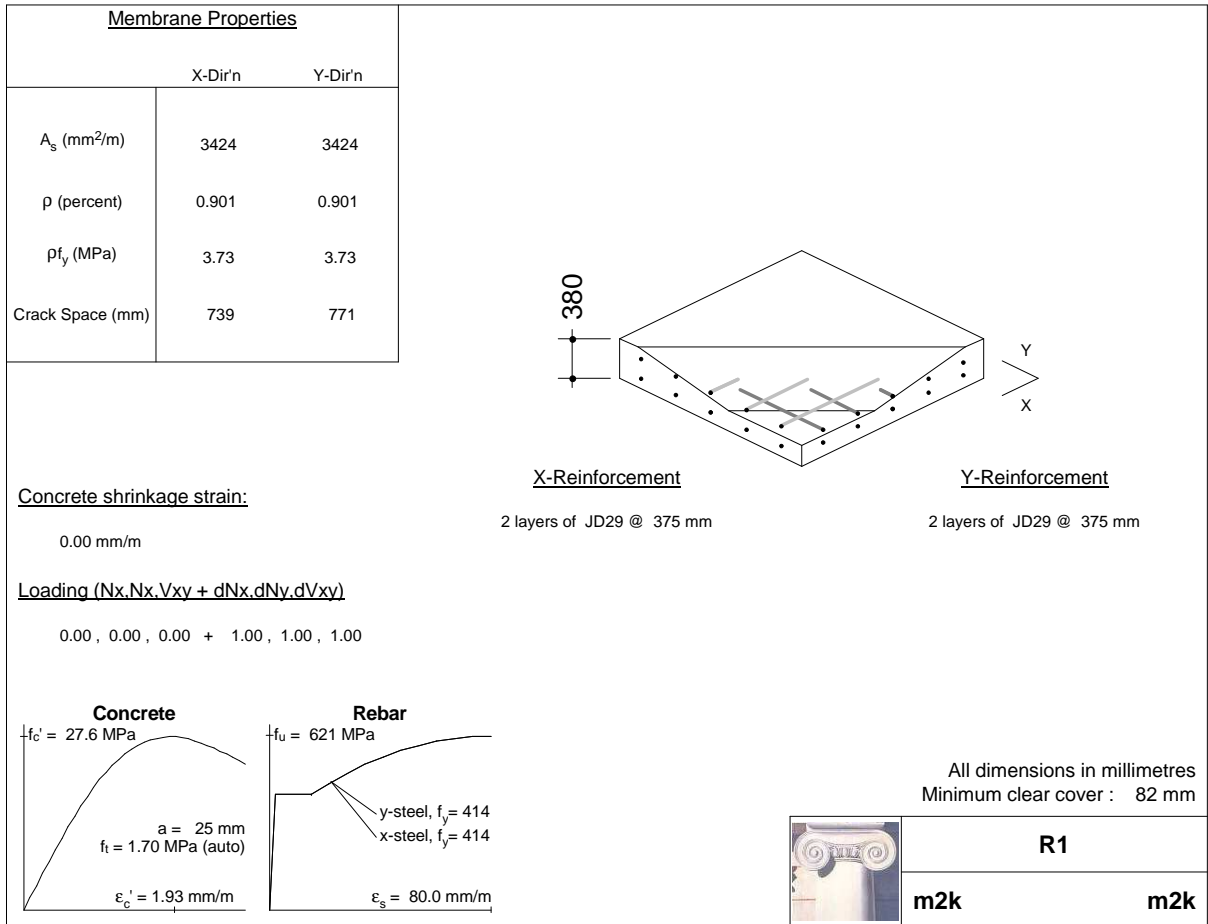 Membrane Properties
X-Dir'n Y-Dir'n
As (mm2/m) 3424 3424
ρ (percent) 0.901 0.901
ρfy (MPa) 3.73 3.73
Crack Space (mm) 739 771
380
Y
X
X-Reinforcement
2 layers of JD29 @ 375 mm
Y-Reinforcement
2 layers of JD29 @ 375 mm
Concrete shrinkage strain:
0.00 mm/m
Loading (Nx,Nx,Vxy + dNx,dNy,dVxy)
0.00 , 0.00 , 0.00 + 1.00 , 1.00 , 1.00
Concrete
fc' = 27.6 MPa
a = 25 mm
ft = 1.70 MPa (auto)
εc' = 1.93 mm/m
Rebar
fu = 621 MPa
y-steel, fy= 414
x-steel, fy= 414
εs = 80.0 mm/m
All dimensions in millimetres
Minimum clear cover : 82 mm
R1
m2k m2k